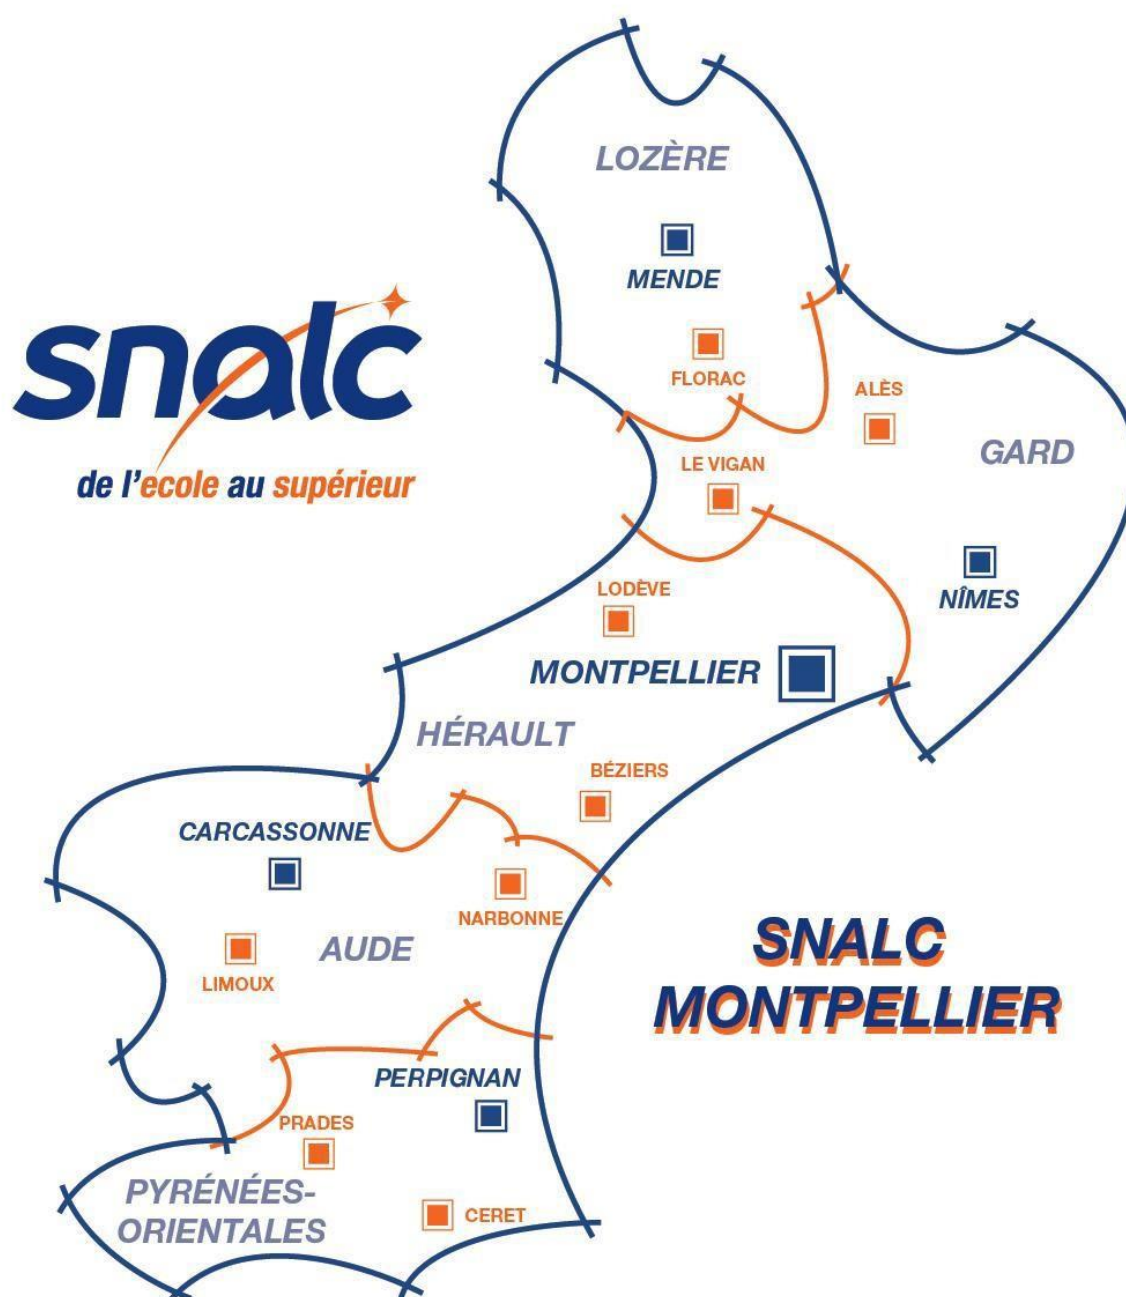 LOZÈRE
MENDE
FLORAC
ALÈS
snalc
de l'ecole au supérieur
GARD
LE VIGAN
NÎMES
LODÈVE
MONTPELLIER
HÉRAULT
BÉZIERS
CARCASSONNE
NARBONNE
AUDE
LIMOUX
SNALC
MONTPELLIER
PERPIGNAN
PRADES
PYRÉNÉES-
ORIENTALES
CERET